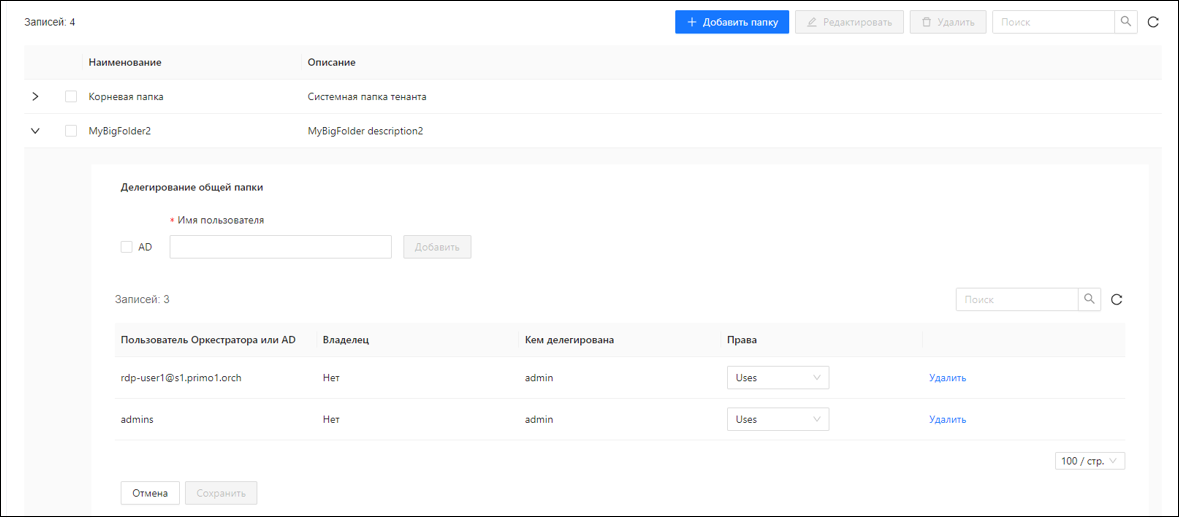 Записей: 4
Добавить папку
Редактировать
Удалить
Поиск
Наименование
Описание
Корневая папка
Системная папка тенанта
MyBigFolder2
MyBigFolder description2
Делегирование общей папки
* Имя пользователя
AD
Добавить
Записей: 3
Поиск
Пользователь Оркестратора или AD
Владелец
Кем делегирована
Права
rdp-user1@s1.primo1.orch
Нет
admin
Uses
Удалить
admins
Нет
admin
Uses
Удалить
100 / стр.
Отмена
Сохранить